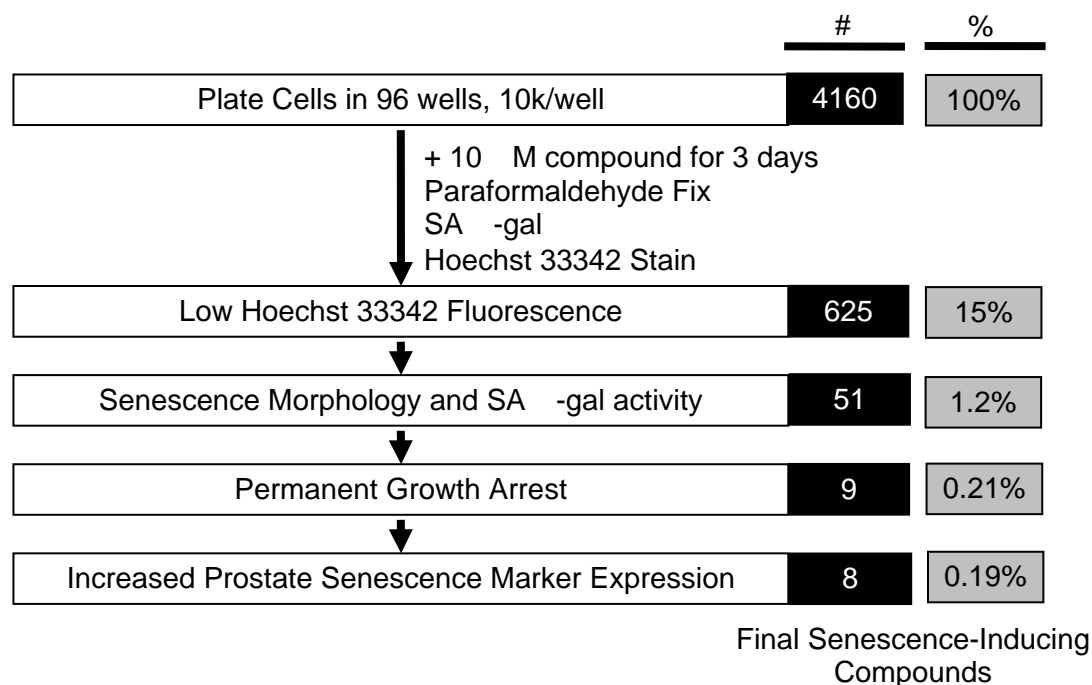 # %
Plate Cells in 96 wells, 10k/well 4160 100%
+ 10 M compound for 3 days
Paraformaldehyde Fix
SA -gal
Hoechst 33342 Stain
Low Hoechst 33342 Fluorescence 625 15%
Senescence Morphology and SA -gal activity 51 1.2%
Permanent Growth Arrest 9 0.21%
Increased Prostate Senescence Marker Expression 8 0.19%
Final Senescence-Inducing
Compounds